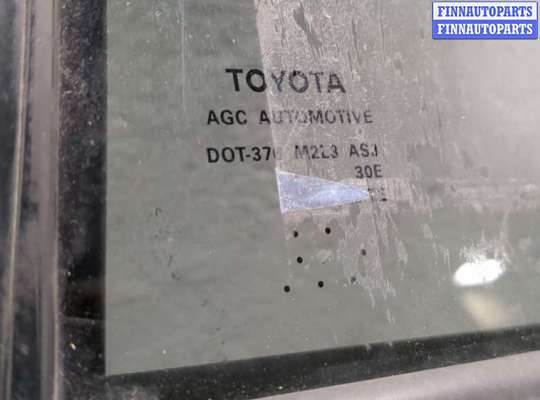 FINNAUTOPARTS
FINNAUTOPARTS
TOYOTA
AGC AUTOMOTIVE
DOT-376 M2L3 AS.I
30E